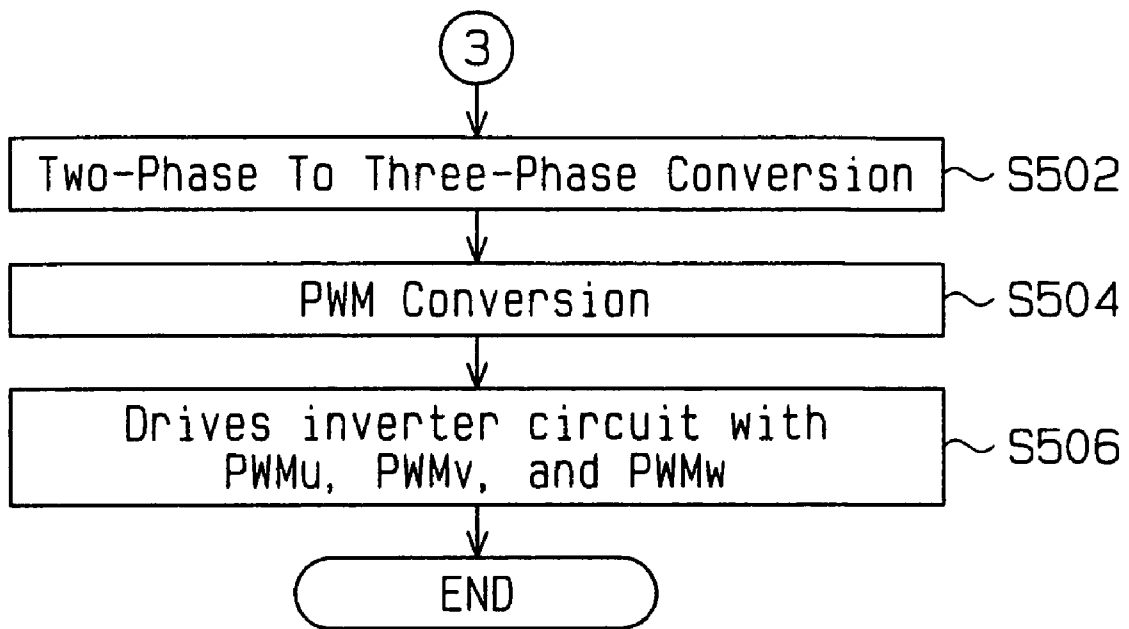 3
Two-Phase To Three-Phase Conversion
S502
PWM Conversion
S504
Drives inverter circuit with
PWMu, PWMv, and PWMw
S506
END